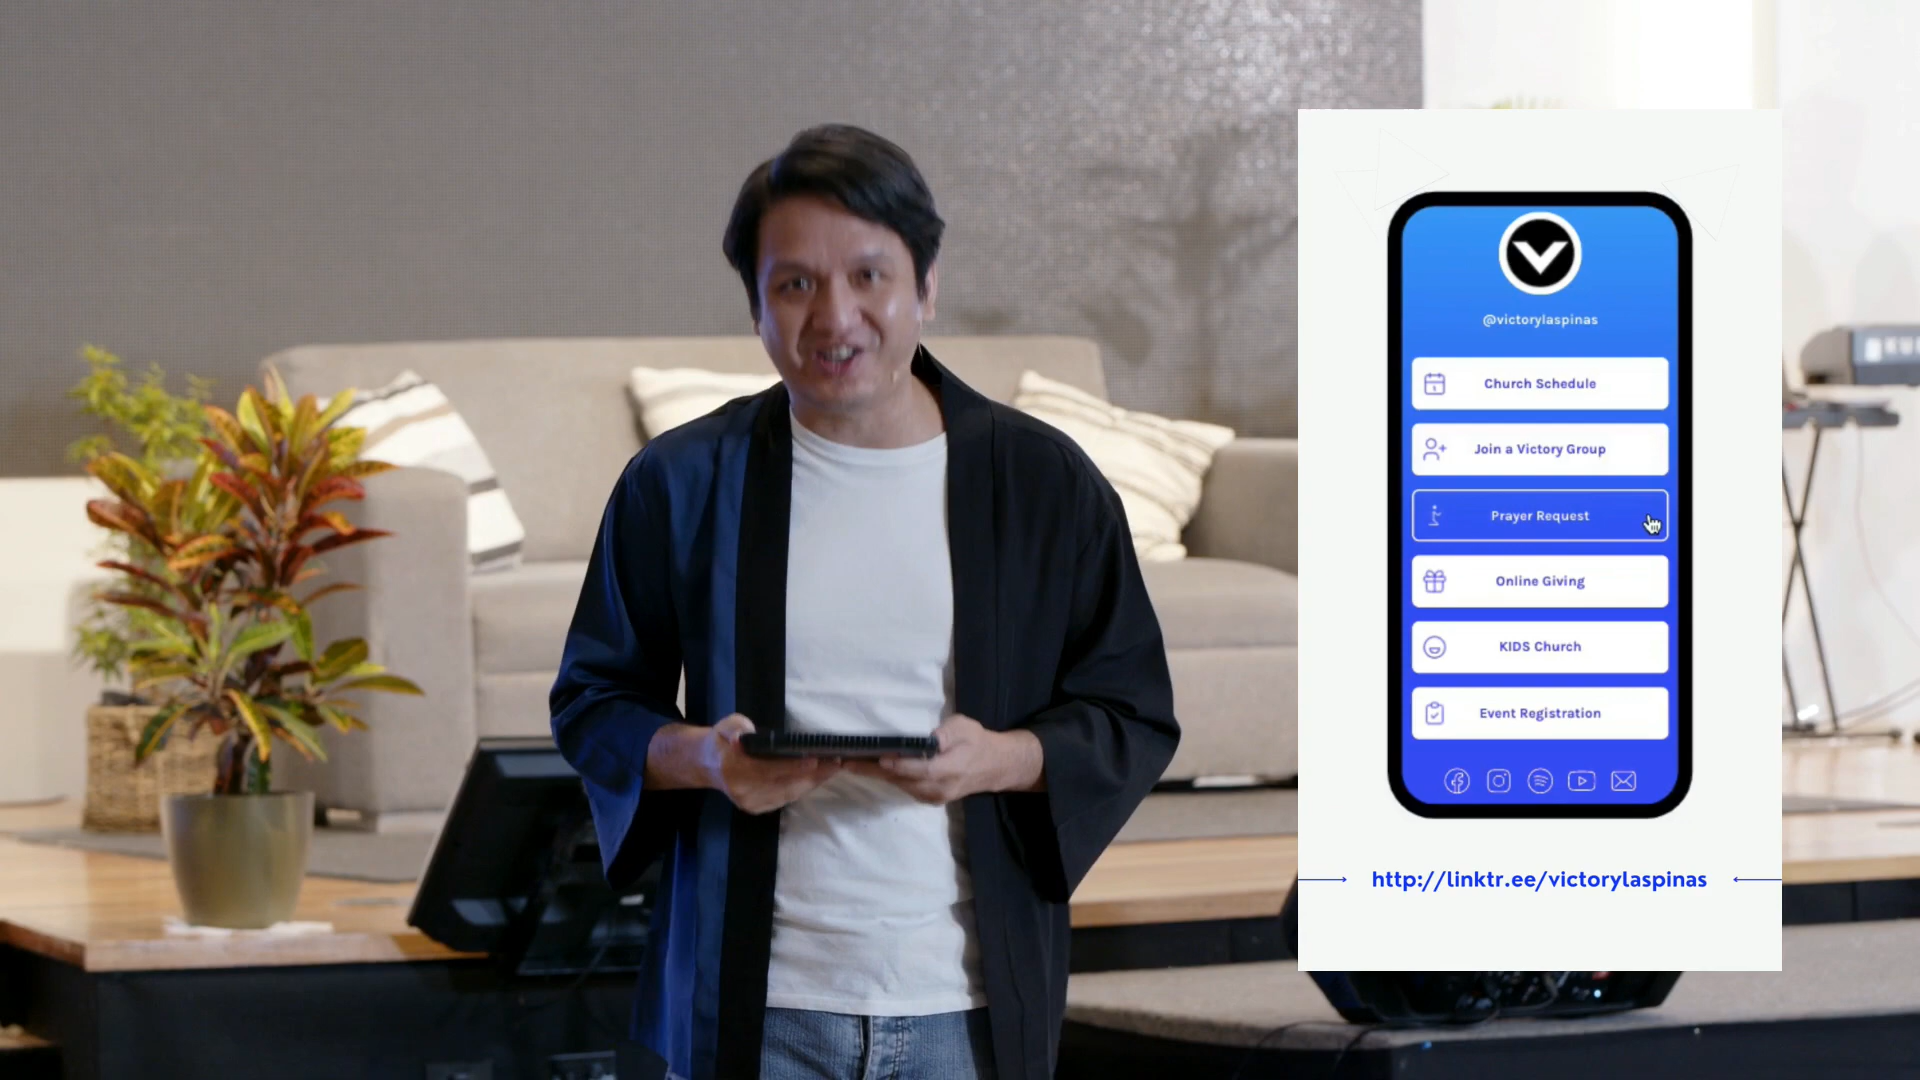 @victorylaspinas
Church Schedule
Join a Victory Group
Prayer Request
Online Giving
KIDS Church
Event Registration
http://linktr.ee/victorylaspinas